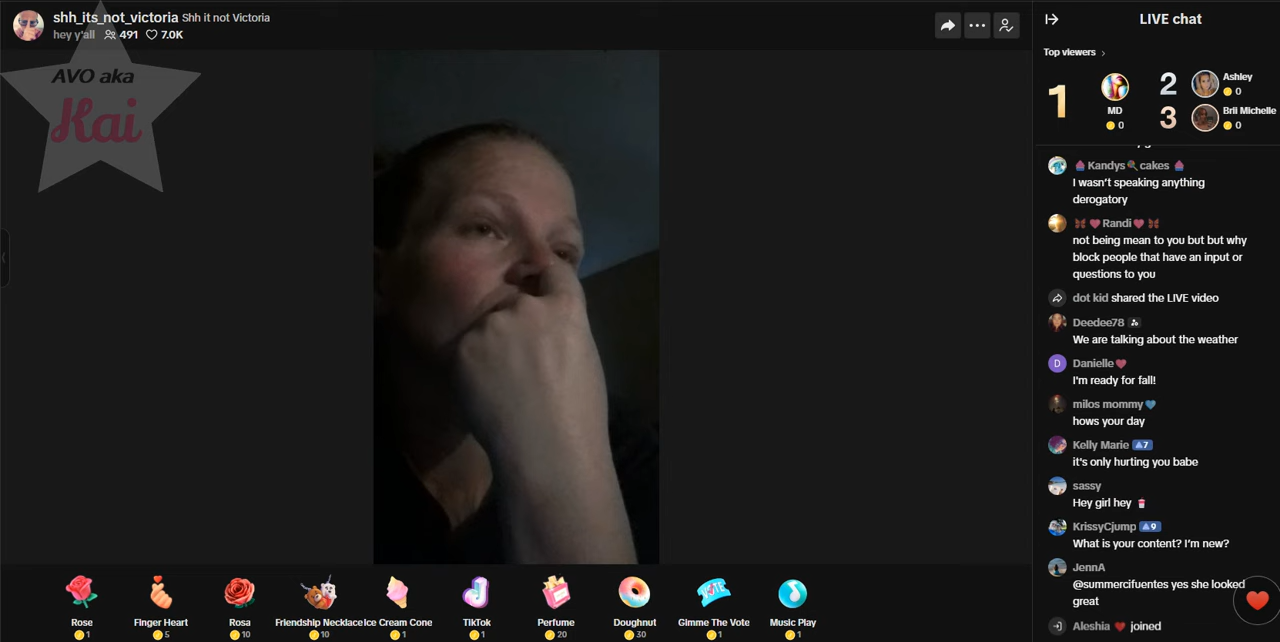 shh_its_not_victoria Shh it not Victoria
hey y'all 491 7.0K
AVO aka
Kai
LIVE chat
Top viewers
1
MD
0
2
Ashley
0
3
Brii Michelle
0
Kandys cakes
I wasn't speaking anything
derogatory
Randi
not being mean to you but but why
block people that have an input or
questions to you
dot kid shared the LIVE video
Deedee78
We are talking about the weather
D
Danielle
I'm ready for fall!
milos mommy
hows your day
Kelly Marie 7
it's only hurting you babe
sassy
Hey girl hey
KrissyCjump 9
What is your content? I'm new?
JennA
@summercifuentes yes she looked
great
Aleshia joined
VOTE
Rose
1
Finger Heart
5
Rosa
10
Friendship Necklace
10
Ice Cream Cone
1
TikTok
1
Perfume
20
Doughnut
30
Gimme The Vote
1
Music Play
1